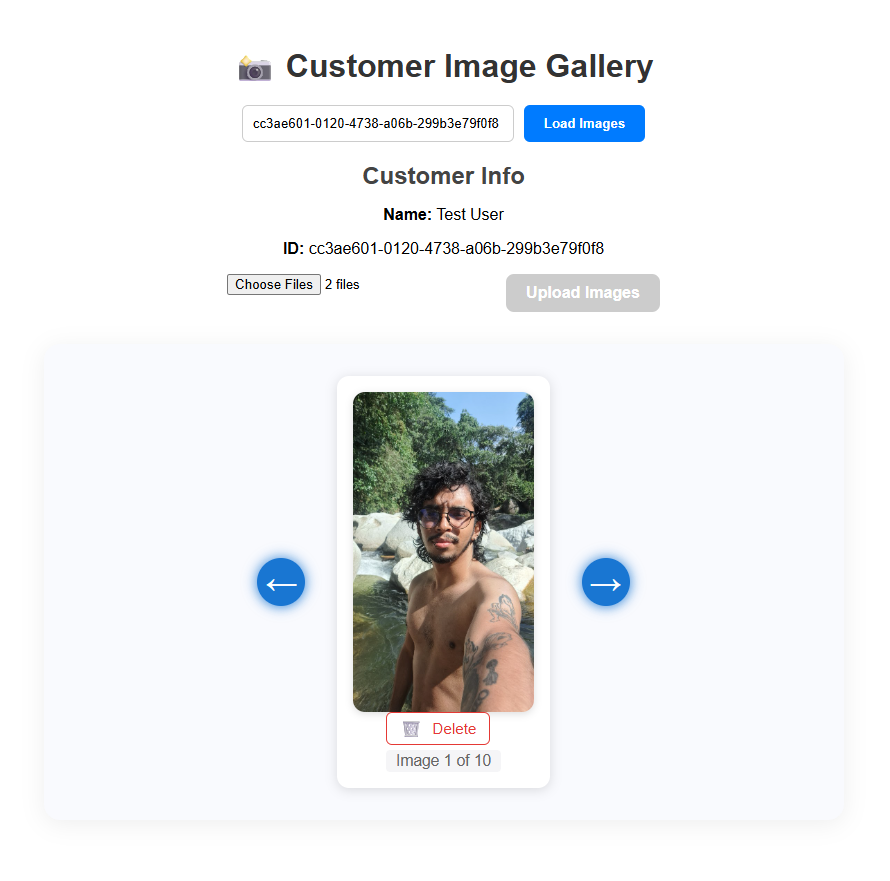 Customer Image Gallery
cc3ae601-0120-4738-a06b-299b3e79f0f8 Load Images
Customer Info
Name: Test User
ID: cc3ae601-0120-4738-a06b-299b3e79f0f8
Choose Files 2 files Upload Images
Delete
Image 1 of 10